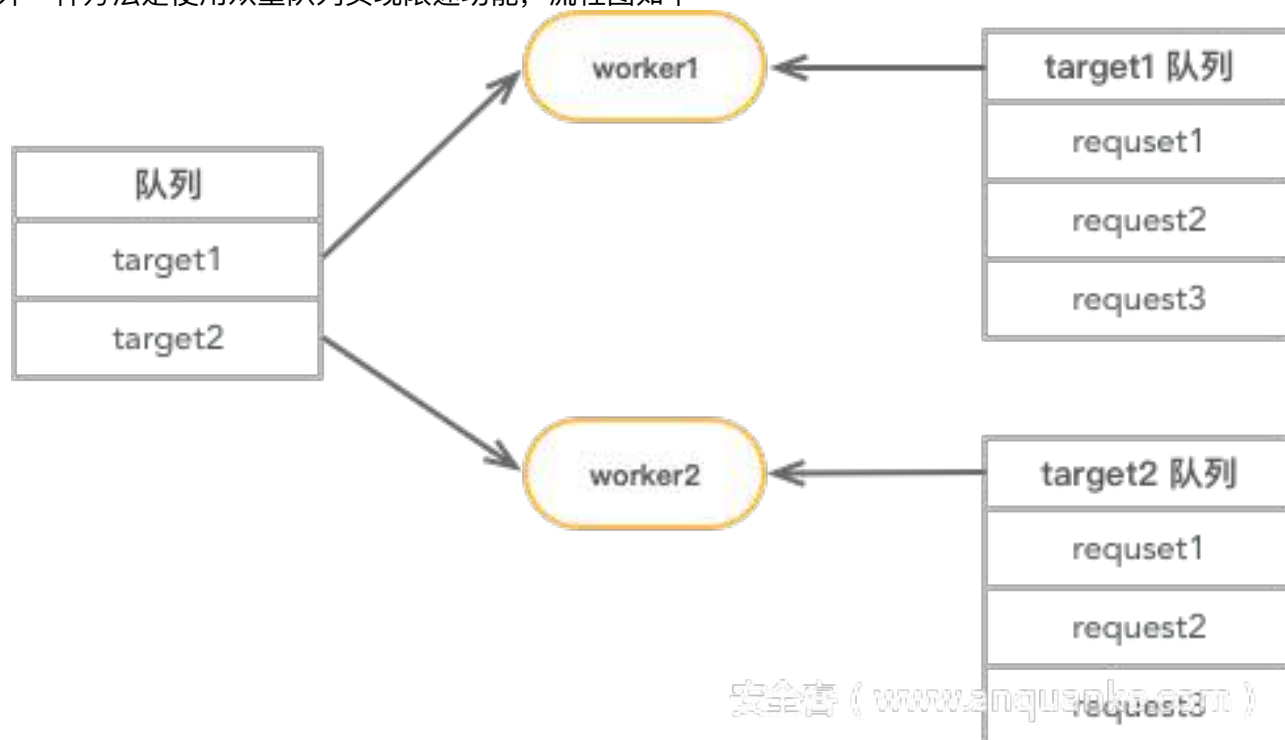 队列
target1
target2
worker1
worker2
target1 队列
requset1
request2
request3
target2 队列
requset1
request2
request3
安全客（www.anquanke.com）